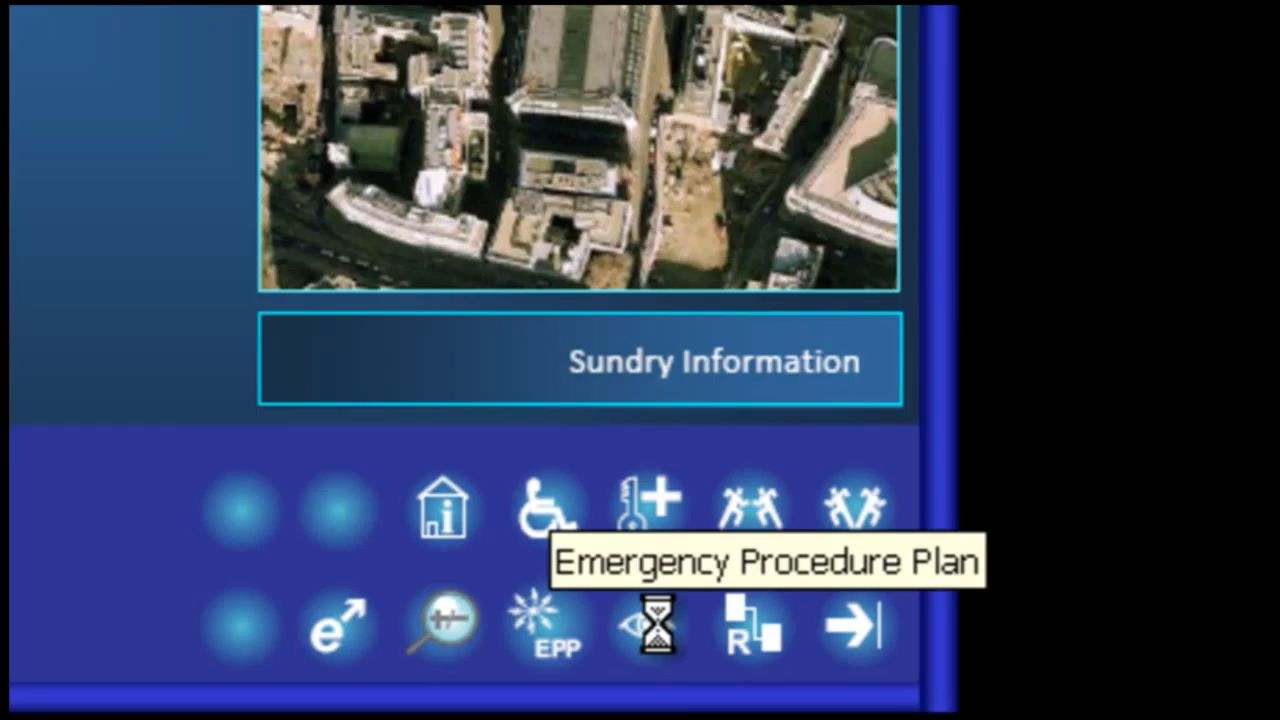 Sundry Information
i
Emergency Procedure Plan
e
EPP
R